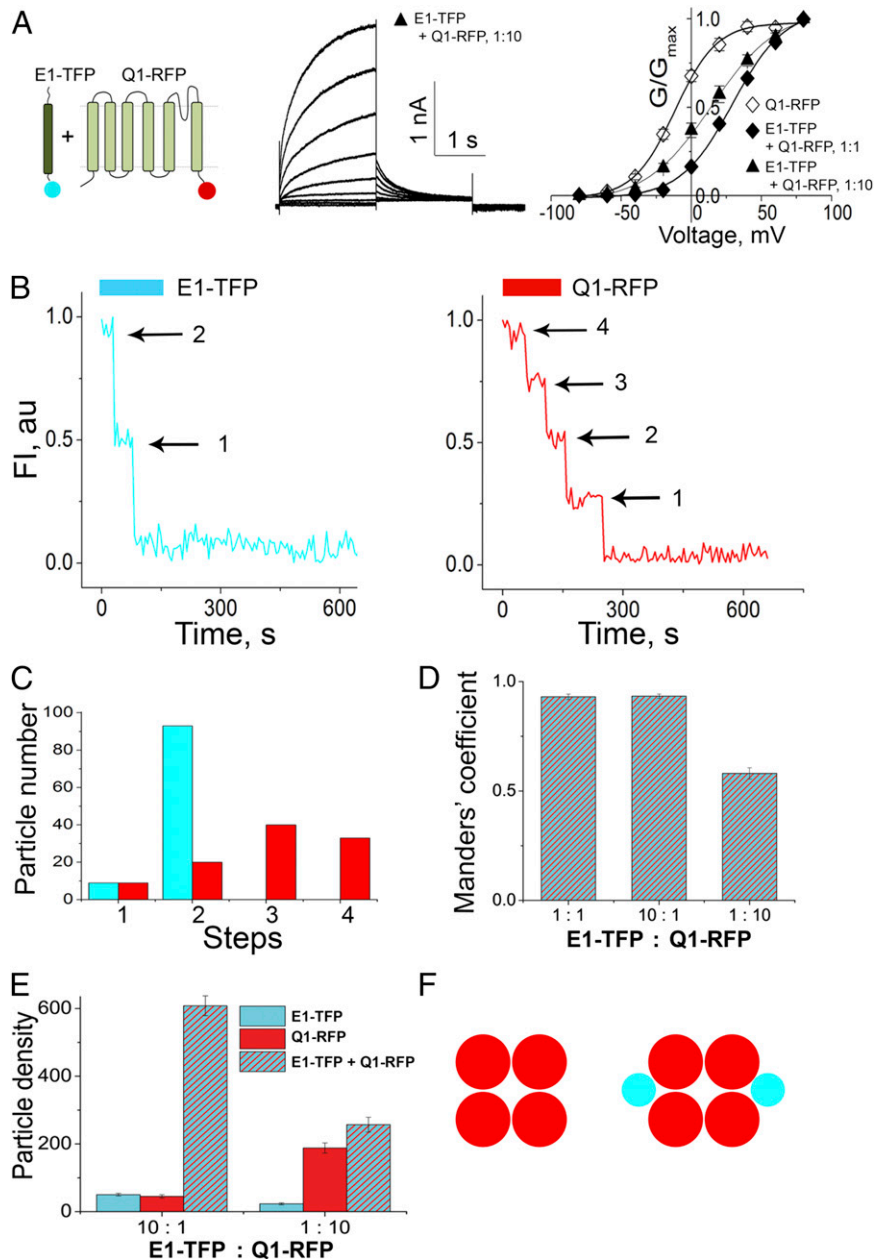 A
E1-TFP
Q1-RFP
+
E1-TFP
+ Q1-RFP, 1:10
1 nA
1 s
G/Gmax
1.0
0.5
0.0
-100
-50
0
50
100
Voltage, mV
Q1-RFP
E1-TFP
+ Q1-RFP, 1:1
E1-TFP
+ Q1-RFP, 1:10
B
E1-TFP
FI, au
1.0
0.5
0.0
2
1
0
300
600
Time, s
Q1-RFP
1.0
0.5
0.0
4
3
2
1
0
300
600
Time, s
C
Particle number
100
80
60
40
20
0
1
2
3
4
Steps
D
Manders' coefficient
1.0
0.5
0.0
1 : 1
10 : 1
1 : 10
E1-TFP : Q1-RFP
E
Particle density
600
400
200
0
E1-TFP
Q1-RFP
E1-TFP + Q1-RFP
10 : 1
1 : 10
E1-TFP : Q1-RFP
F